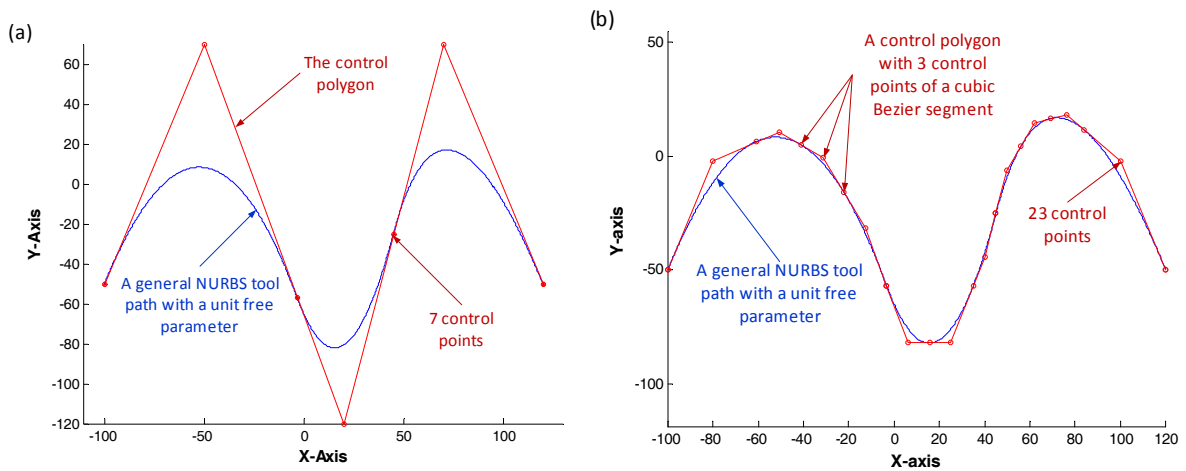 (a)
60
40
20
0
-20
-40
-60
-80
-100
-120
Y-Axis
-100
-50
0
50
100
X-Axis
The control
polygon
A general NURBS tool
path with a unit free
parameter
7 control
points
(b)
50
0
-50
-100
Y-axis
-100
-80
-60
-40
-20
0
20
40
60
80
100
120
X-axis
A control polygon
with 3 control
points of a cubic
Bezier segment
A general NURBS tool
path with a unit free
parameter
23 control
points